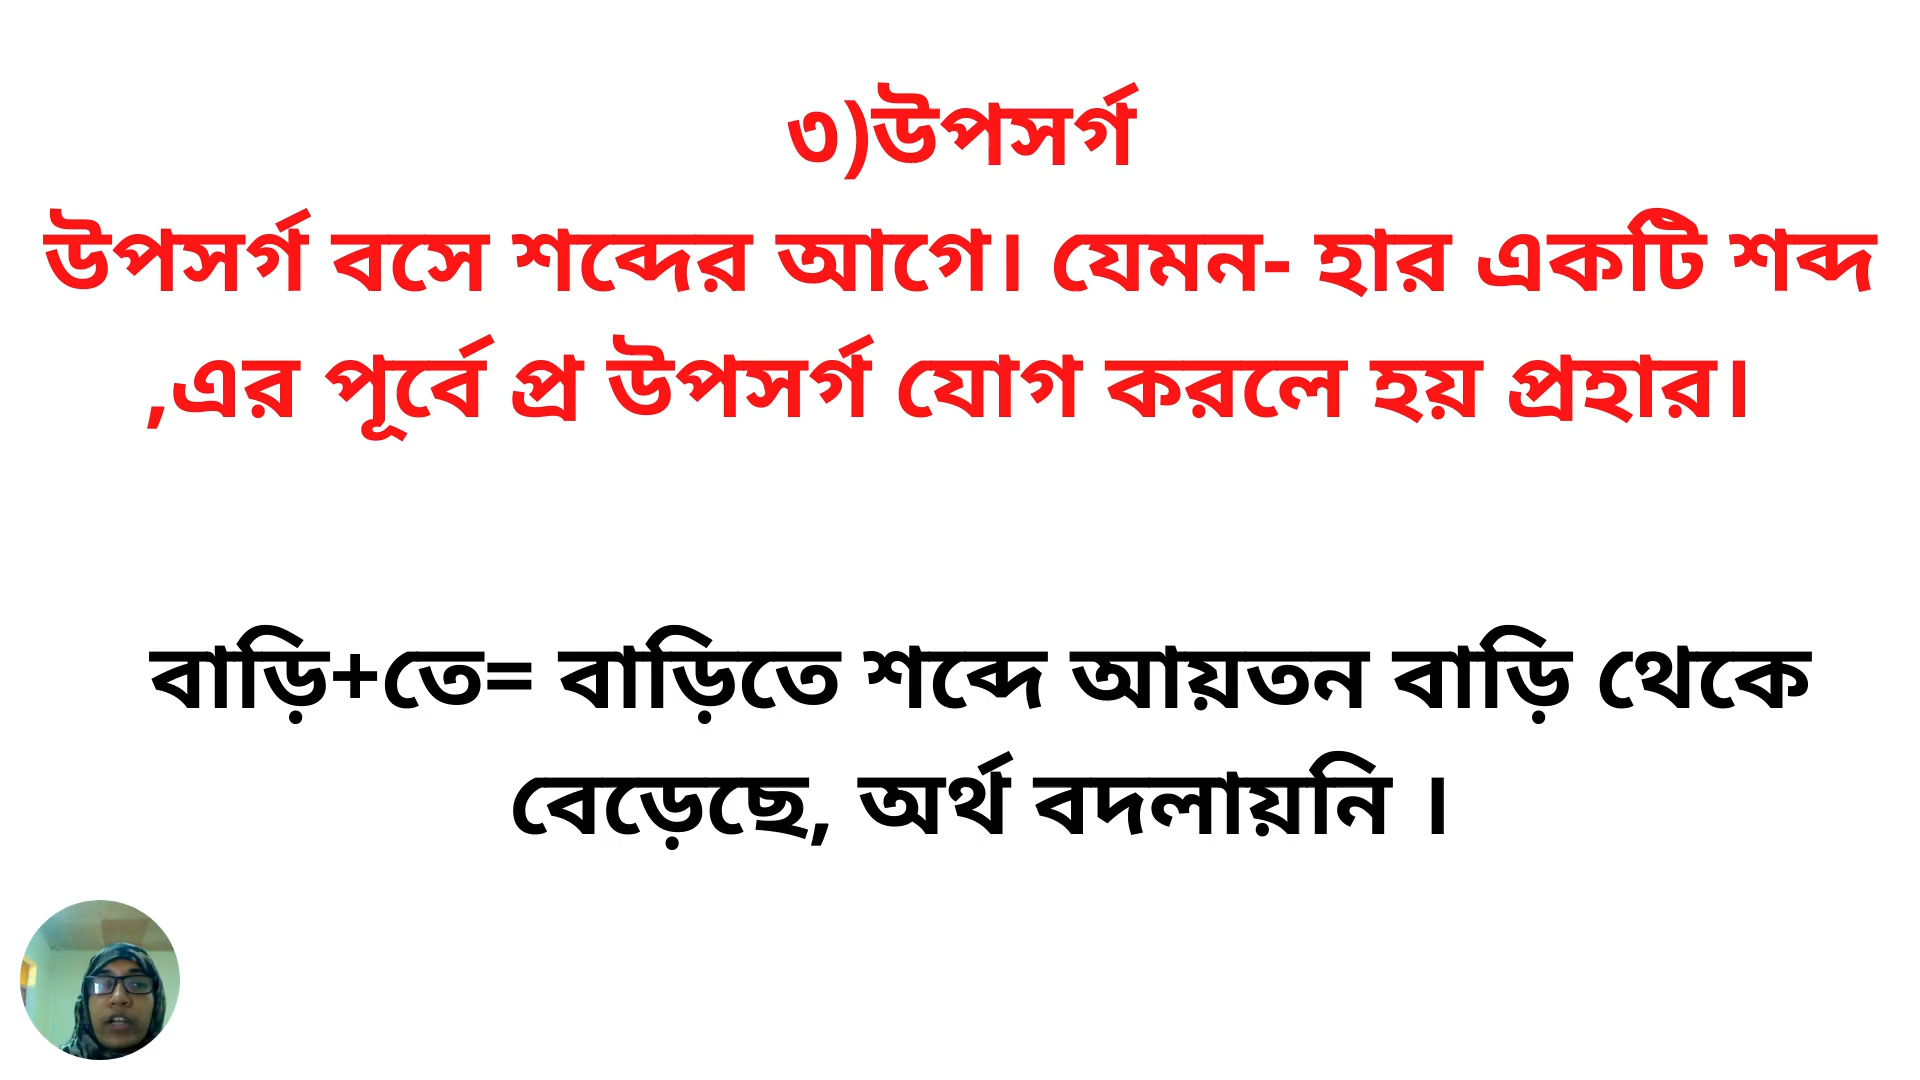 ৩)উপসর্গ
উপসর্গ বসে শব্দের আগে। যেমন- হার একটি শব্দ
,এর পূর্বে প্র উপসর্গ যোগ করলে হয় প্রহার।
বাড়ি+তে= বাড়িতে শব্দে আয়তন বাড়ি থেকে
বেড়েছে, অর্থ বদলায়নি ।